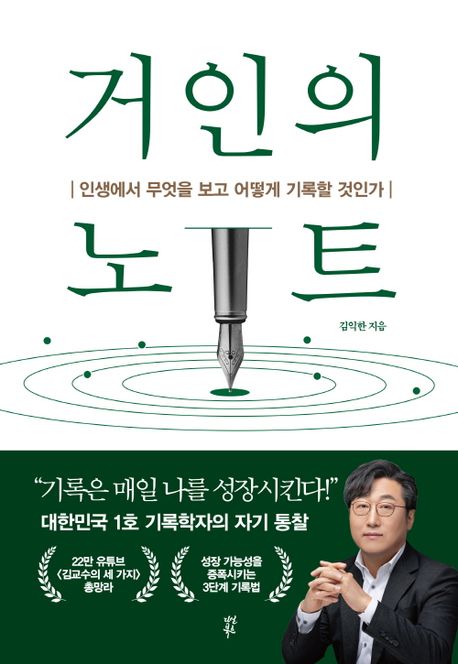 거인의
| 인생에서 무엇을 보고 어떻게 기록할 것인가 |
노트
김익한 지음
“기록은 매일 나를 성장시킨다!”
대한민국 1호 기록학자의 자기 통찰
22만 유튜브
〈김교수의 세 가지〉
총망라
성장 가능성을
증폭시키는
3단계 기록법
다산북스